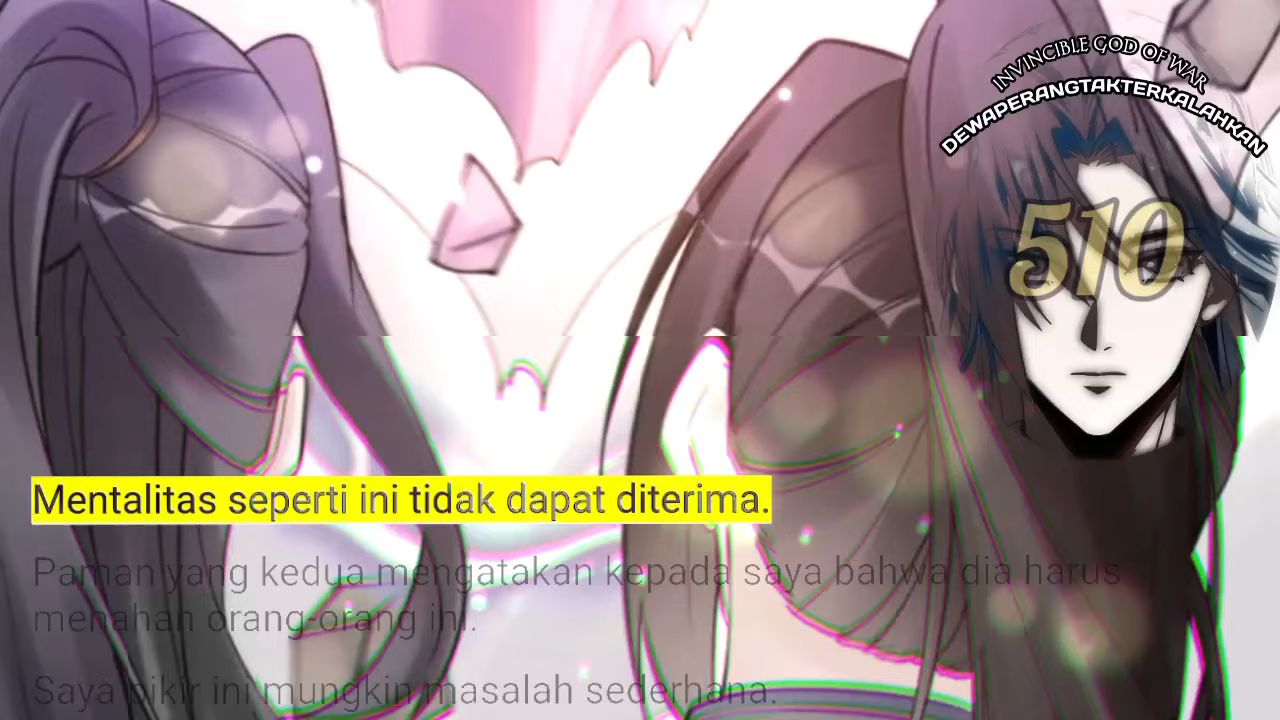 INVINCIBLE GOD OF WAR
DEWAPERANGTAKTERKALAHKAN
510
Mentalitas seperti ini tidak dapat diterima.
Paman yang kedua mengatakan kepada saya bahwa dia harus
menahan orang-orang ini.
Saya pikir ini mungkin masalah sederhana.